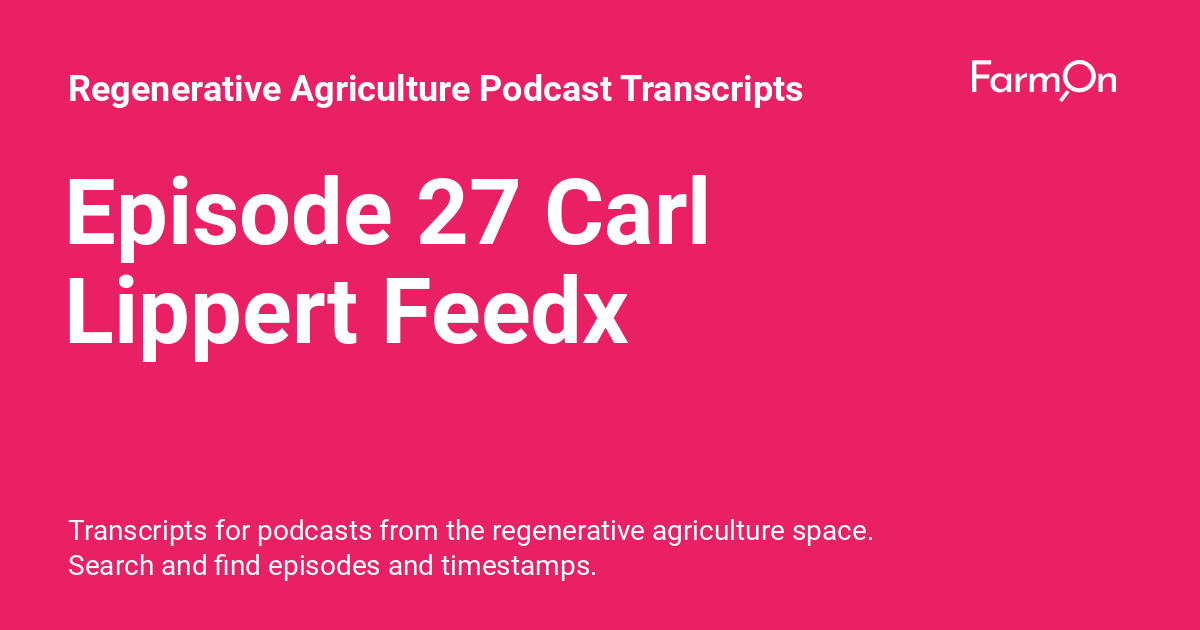 Regenerative Agriculture Podcast Transcripts
FarmOn
Episode 27 Carl
Lippert Feedx
Transcripts for podcasts from the regenerative agriculture space.
Search and find episodes and timestamps.